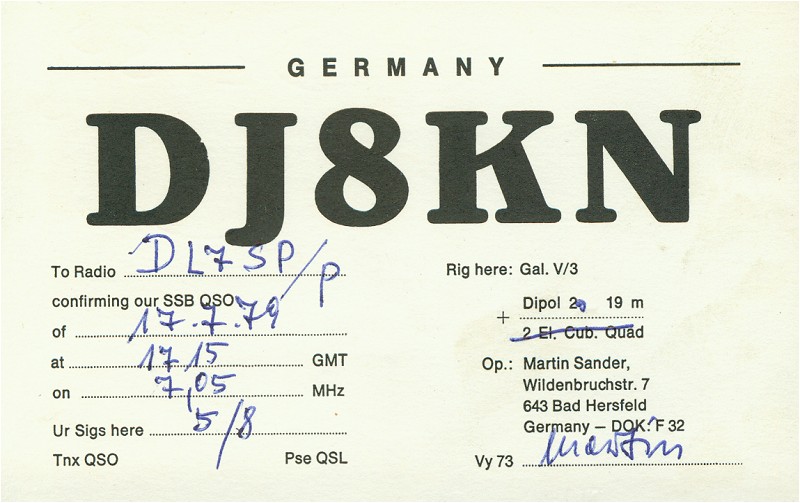 GERMANY
DJ8KN
To Radio DL7SP/p
confirming our SSB QSO
of 17.7.79
at 17 15 GMT
on 7,05 MHz
Ur Sigs here 5/8
Tnx QSO Pse QSL
Rig here: Gal. V/3
+ Dipol 2 19 m
2 El. Cub. Quad
Op.: Martin Sander,
Wildenbruchstr. 7
643 Bad Hersfeld
Germany – DOK: F 32
Vy 73 Martin